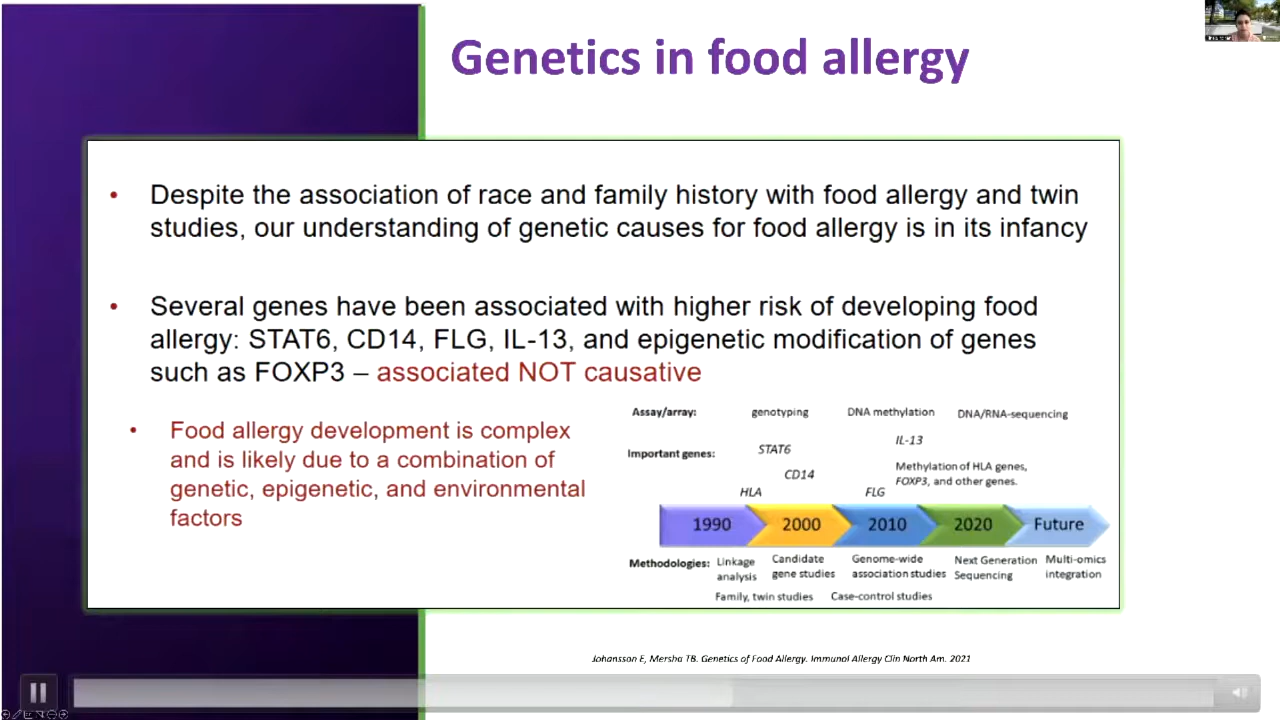 Genetics in food allergy
• Despite the association of race and family history with food allergy and twin
studies, our understanding of genetic causes for food allergy is in its infancy
• Several genes have been associated with higher risk of developing food
allergy: STAT6, CD14, FLG, IL-13, and epigenetic modification of genes
such as FOXP3 – associated NOT causative
• Food allergy development is complex
and is likely due to a combination of
genetic, epigenetic, and environmental
factors
Assay/array: genotyping DNA methylation DNA/RNA-sequencing
IL-13
Important genes: STAT6
Methylation of HLA genes,
CD14
FOXP3, and other genes.
HLA FLG
1990 2000 2010 2020 Future
Methodologies: Linkage analysis Candidate gene studies Genome-wide association studies Next Generation Sequencing Multi-omics integration
Family, twin studies Case-control studies
Johansson E, Mersha TB. Genetics of Food Allergy. Immunol Allergy Clin North Am. 2021